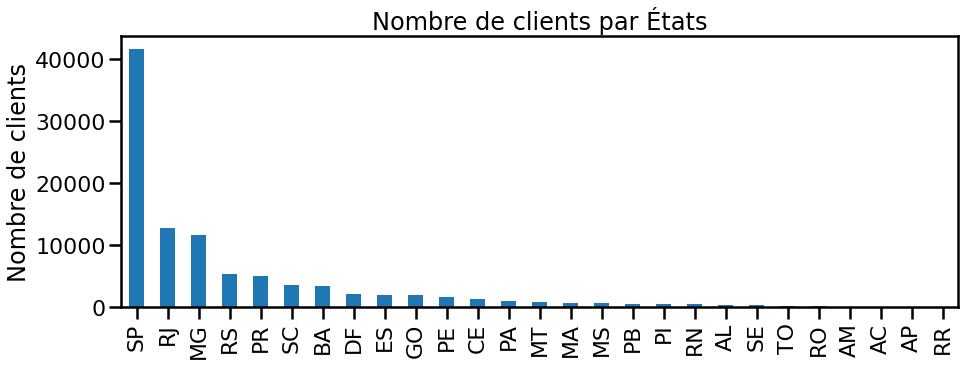 Nombre de clients par États
Nombre de clients
40000
30000
20000
10000
0
SP RJ MG RS PR SC BA DF ES GO PE CE PA MT MA MS PB PI RN AL SE TO RO AM AC AP RR